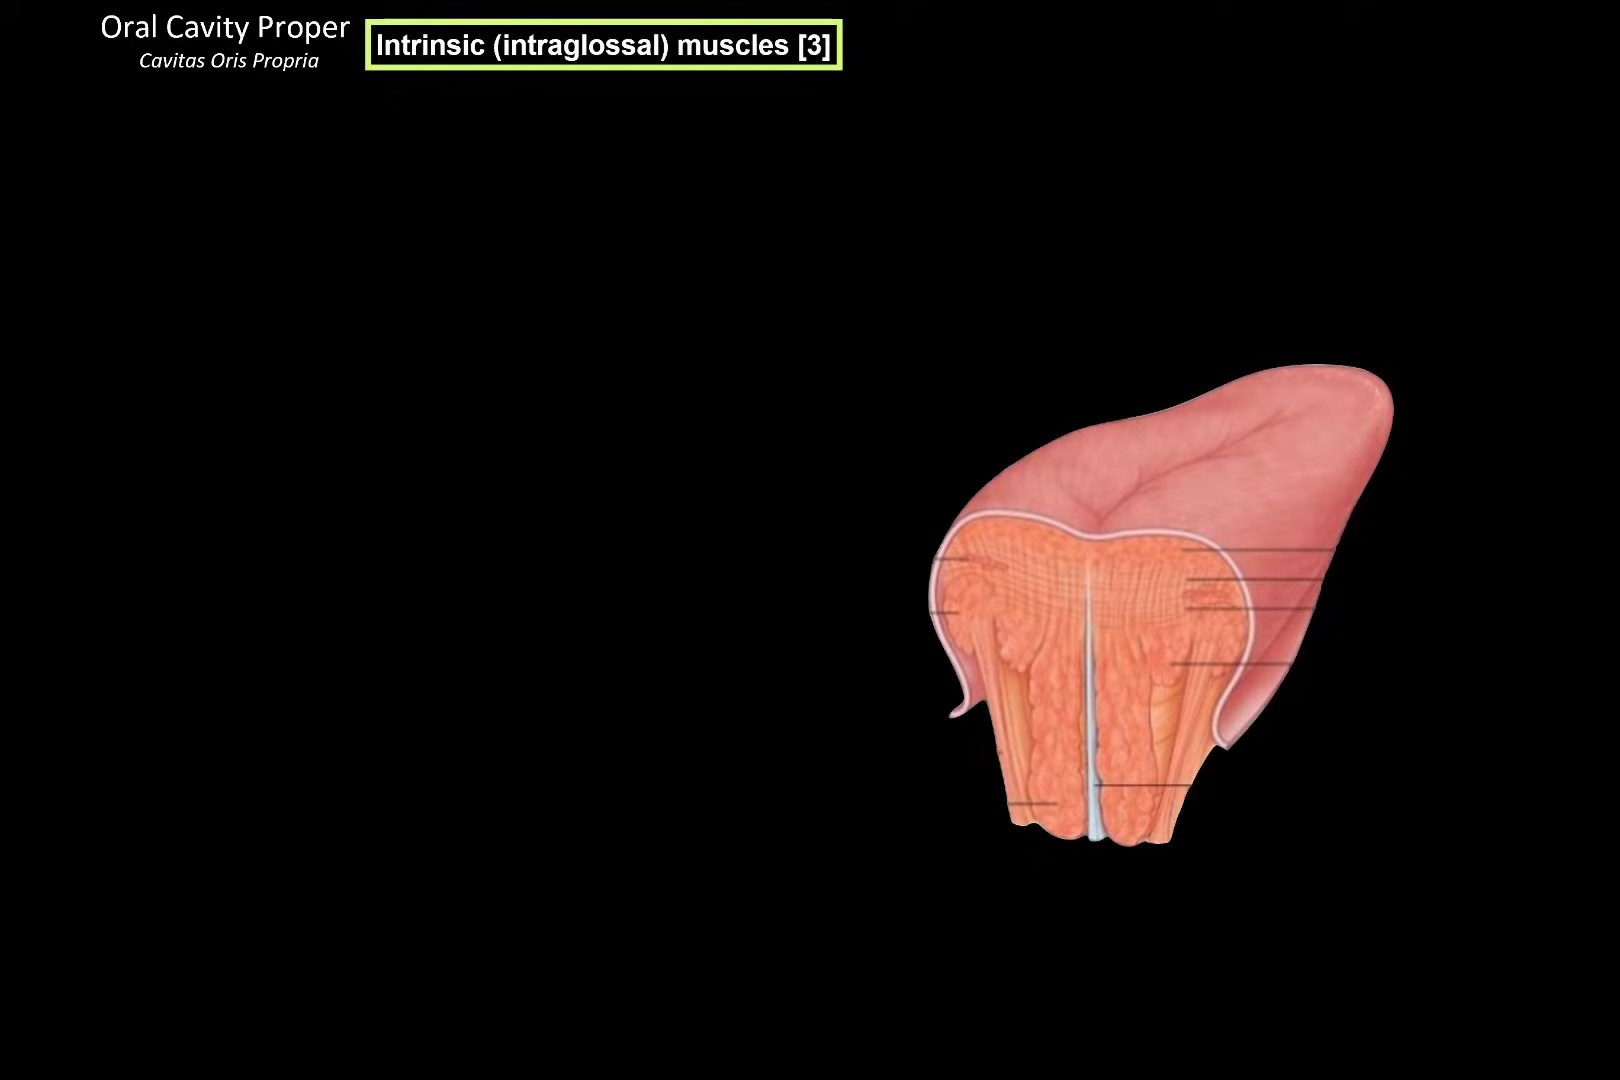 Oral Cavity Proper
Cavitas Oris Propria
Intrinsic (intraglossal) muscles [3]